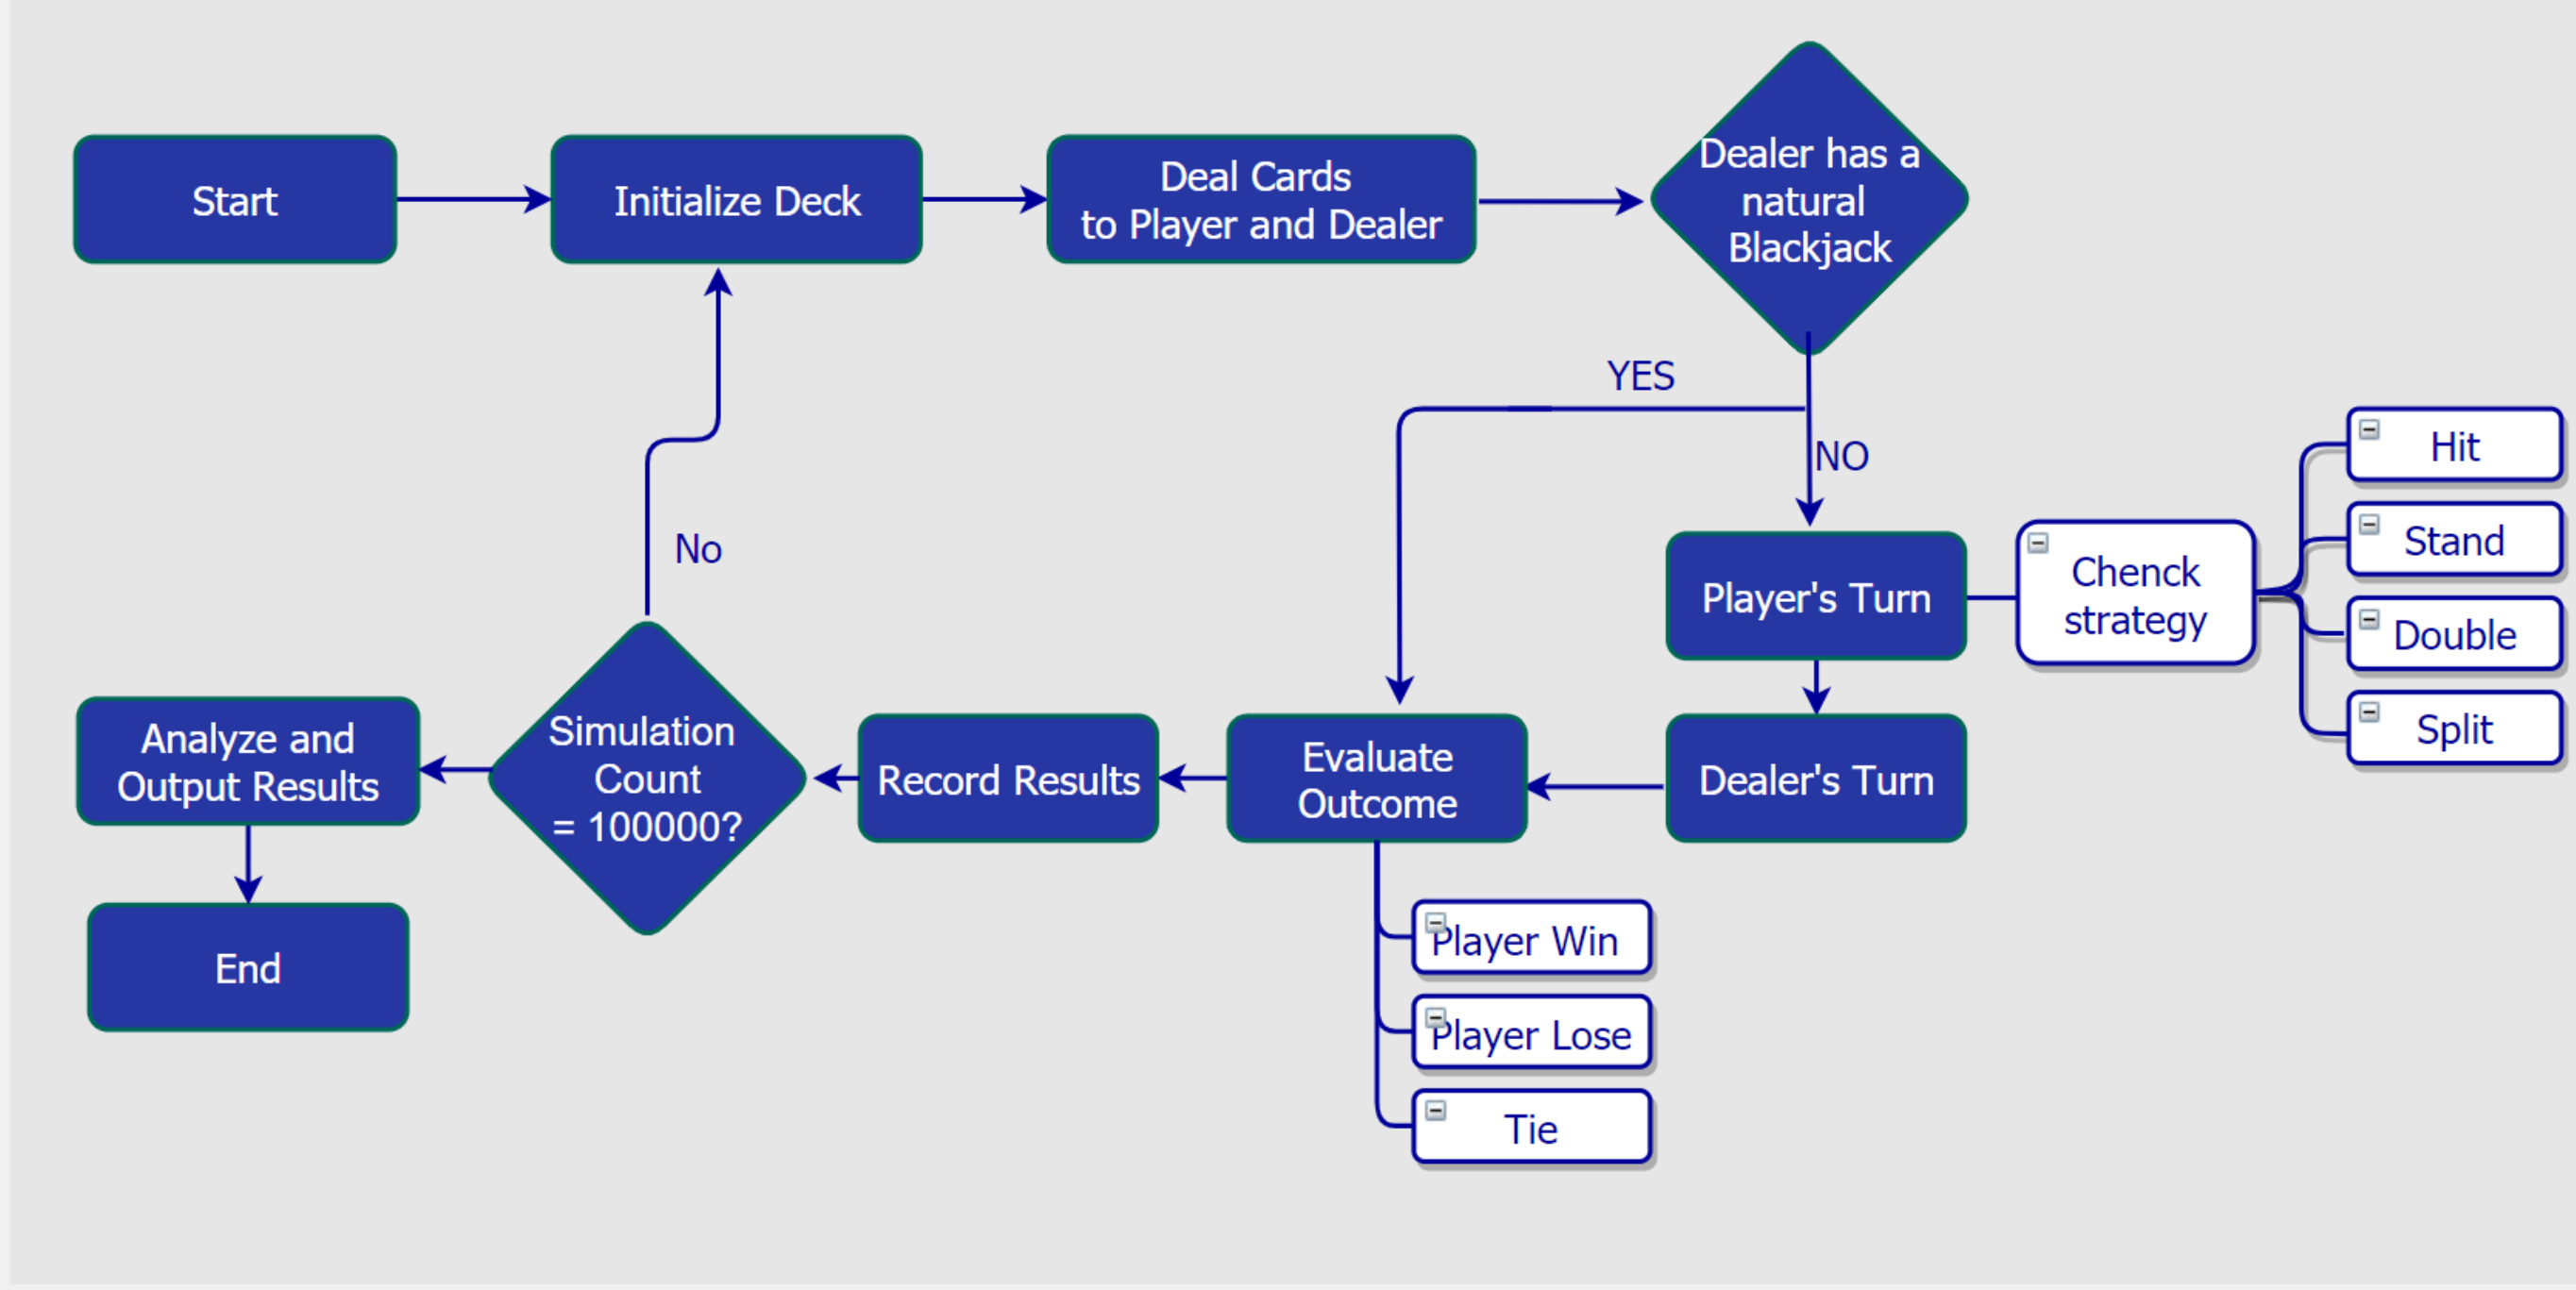 Start
Initialize Deck
Deal Cards
to Player and Dealer
Dealer has a
natural
Blackjack
YES
NO
Hit
Stand
Double
Split
Chenck
strategy
Player's Turn
No
Analyze and
Output Results
Simulation
Count
= 100000?
Record Results
Evaluate
Outcome
Dealer's Turn
End
Player Win
Player Lose
Tie